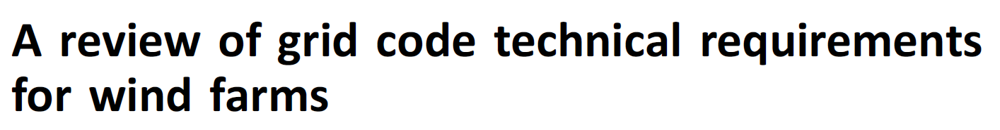 A review of grid code technical requirements
for wind farms